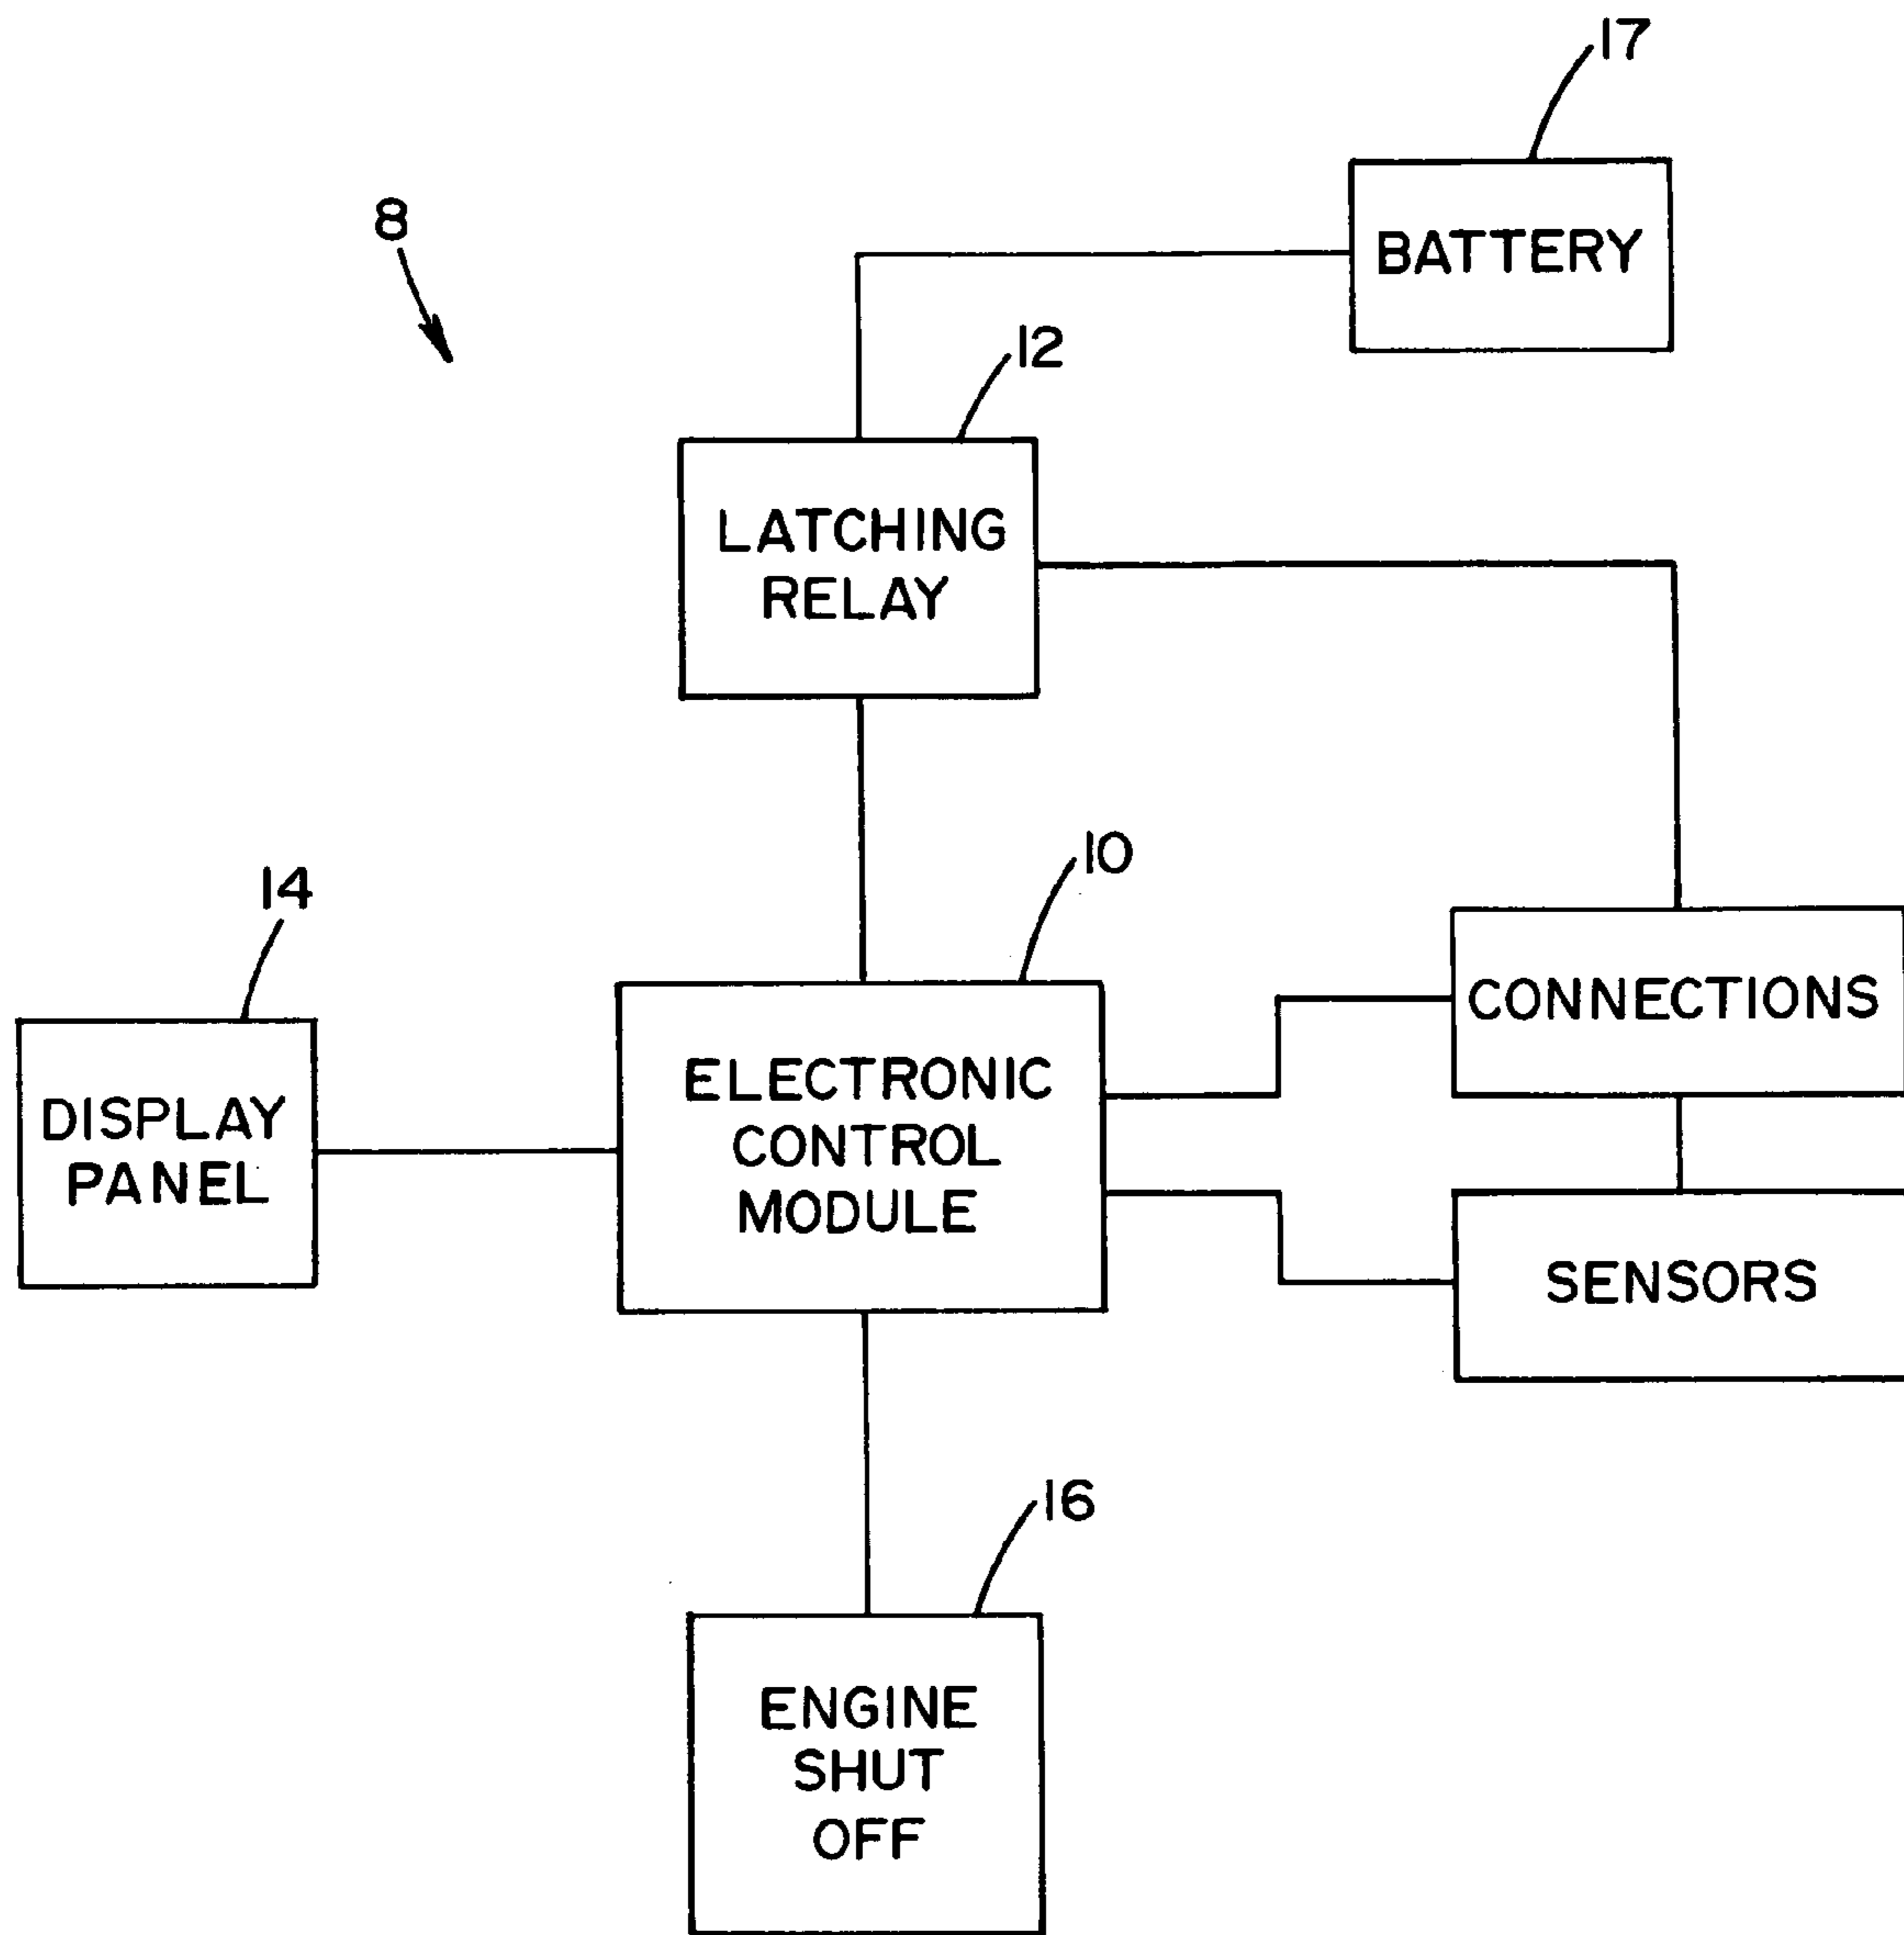 17
BATTERY
8
12
LATCHING
RELAY
10
14
CONNECTIONS
ELECTRONIC
CONTROL
MODULE
DISPLAY
PANEL
SENSORS
16
ENGINE
SHUT
OFF